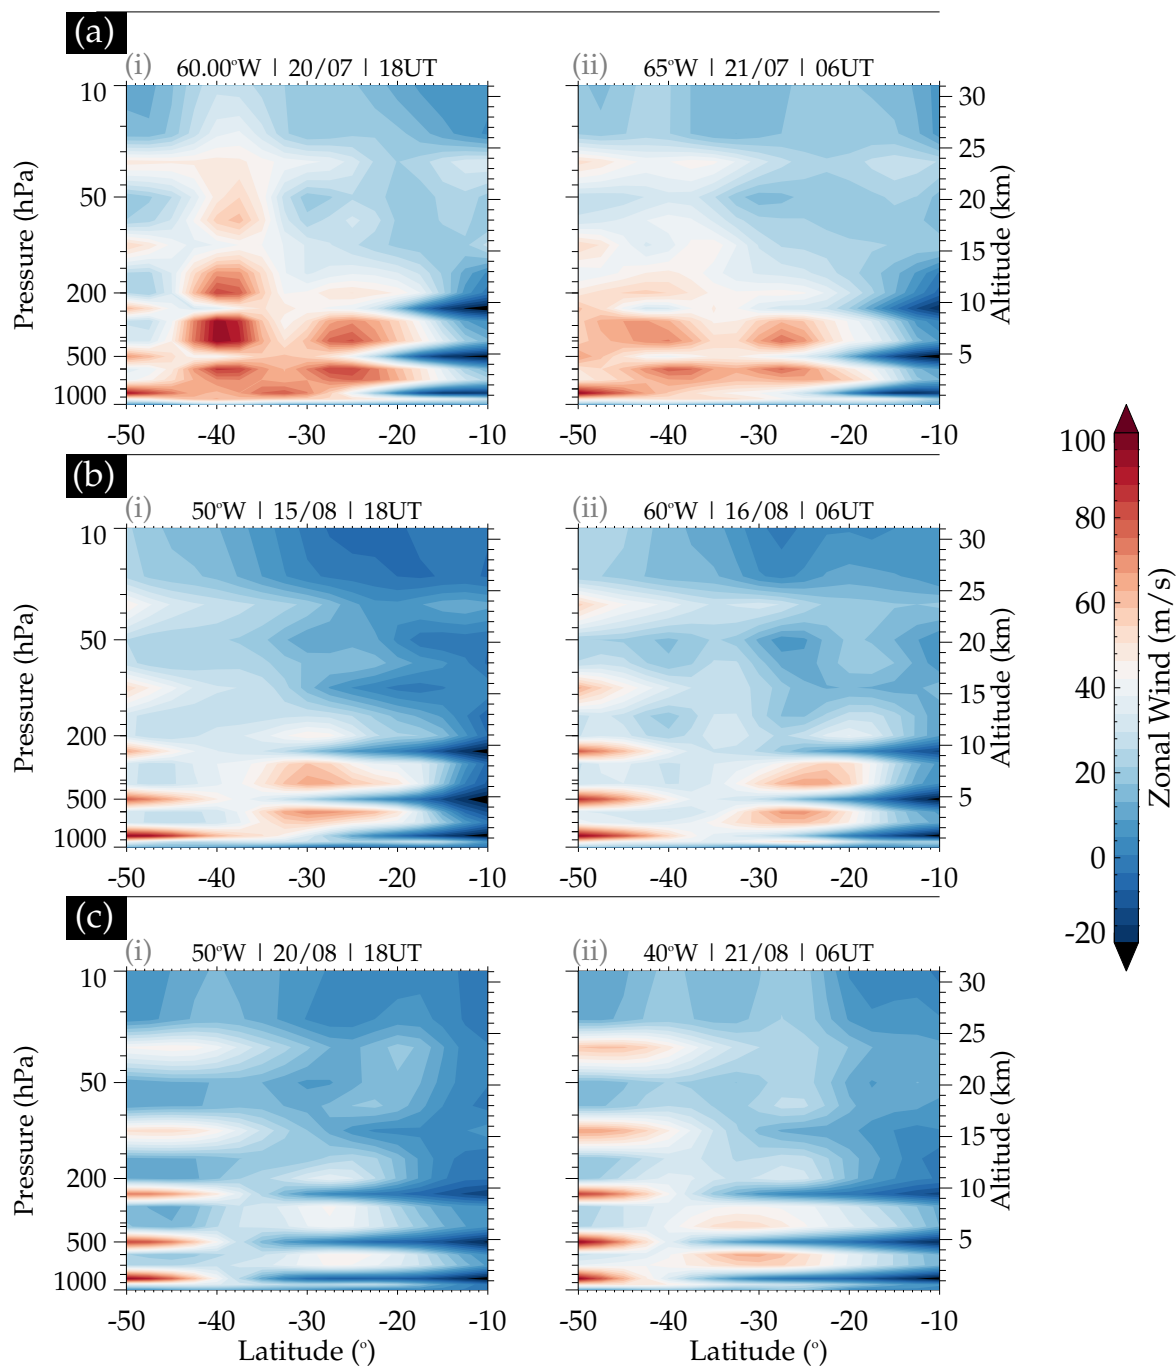 (a)
(i) (ii)
60.00°W | 20/07 | 18UT 65°W | 21/07 | 06UT
Pressure (hPa)
10
50
200
500
1000
-50 -40 -30 -20 -10
-50 -40 -30 -20 -10
30
25
20
15
10
5
Altitude (km)
(b)
(i) (ii)
50°W | 15/08 | 18UT 60°W | 16/08 | 06UT
Pressure (hPa)
10
50
200
500
1000
-50 -40 -30 -20 -10
-50 -40 -30 -20 -10
30
25
20
15
10
5
Altitude (km)
100
80
60
40
20
0
-20
Zonal Wind (m/s)
(c)
(i) (ii)
50°W | 20/08 | 18UT 40°W | 21/08 | 06UT
Pressure (hPa)
10
50
200
500
1000
-50 -40 -30 -20 -10
-50 -40 -30 -20 -10
30
25
20
15
10
5
Altitude (km)
Latitude (°) Latitude (°)